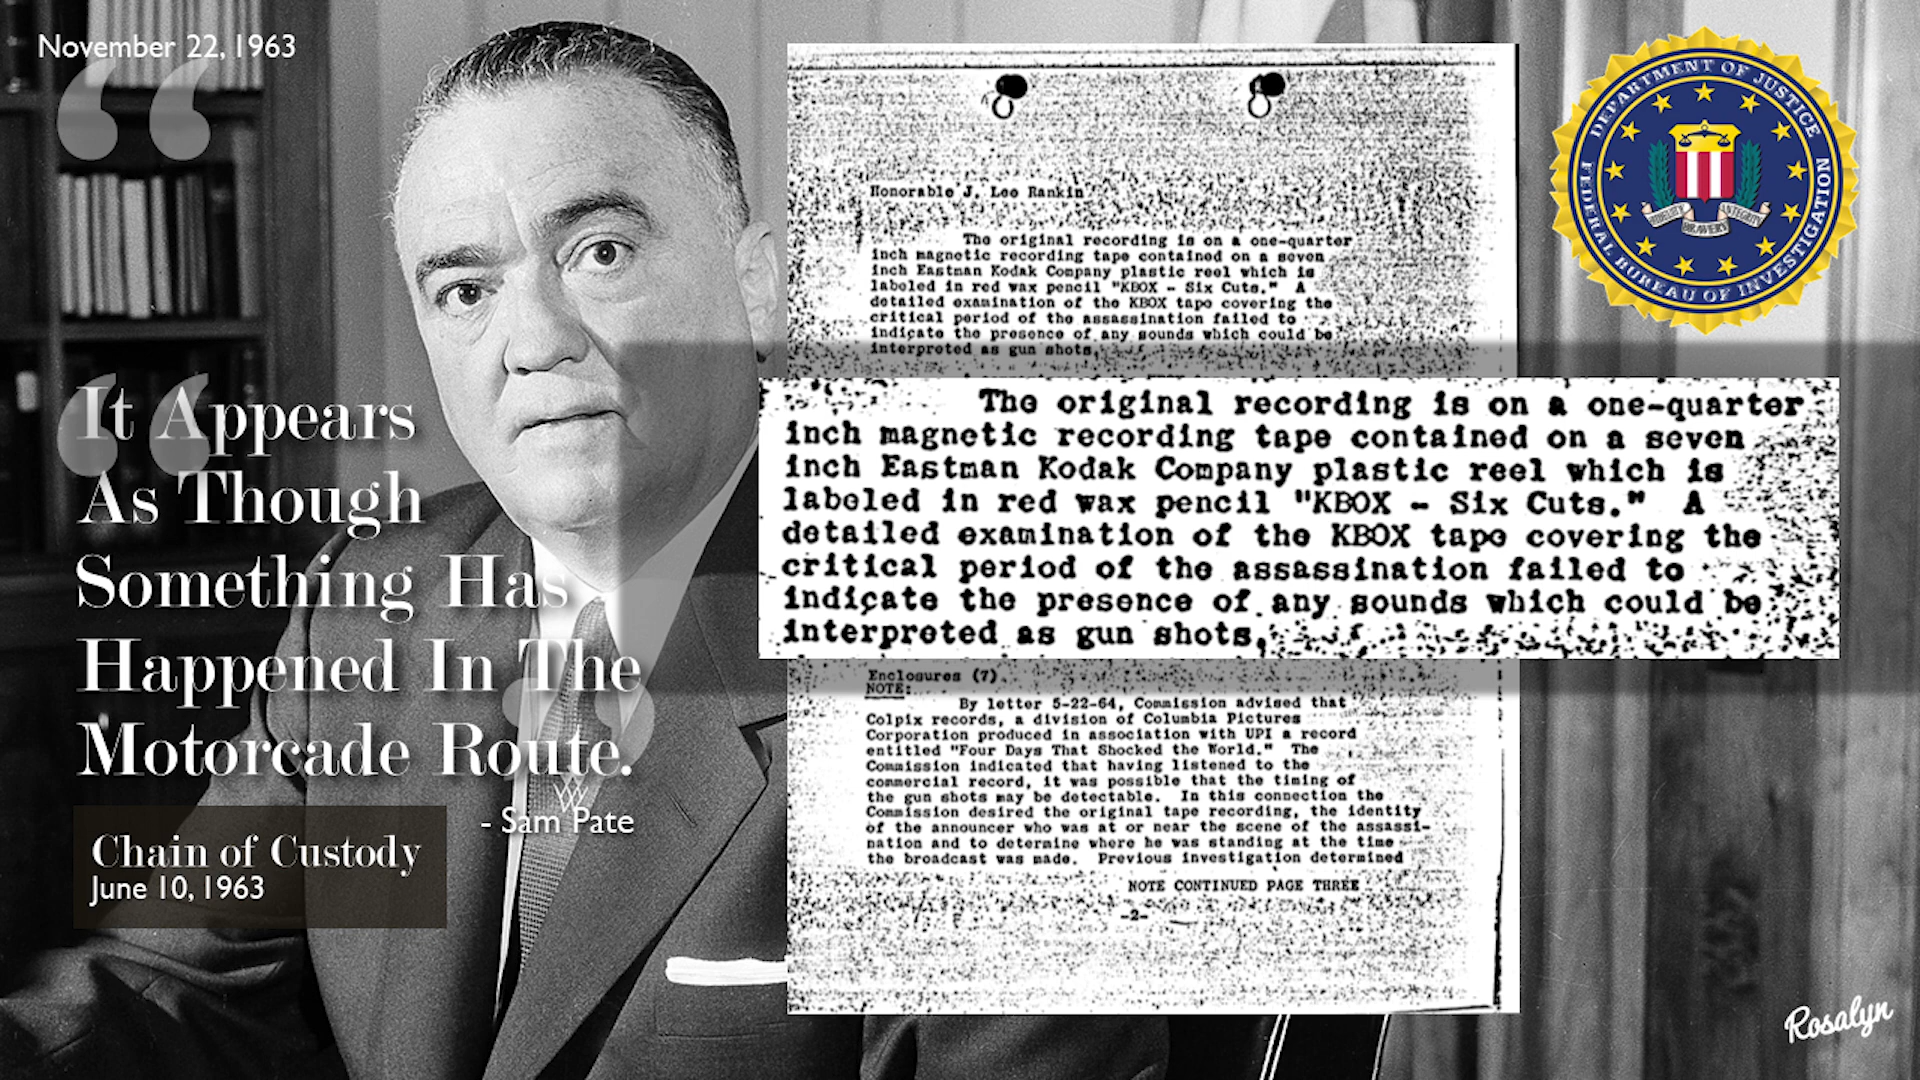 November 22, 1963
It Appears
As Though
Something Has
Happened In The
Motorcade Route.
- Sam Pate
Chain of Custody
June 10, 1963
Honorable J. Lee Rankin
The original recording is on a one-quarter
inch magnetic recording tape contained on a seven
inch Eastman Kodak Company plastic reel which is
labeled in red wax pencil "KBOX - Six Cuts." A
detailed examination of the KBOX tape covering the
critical period of the assassination failed to
indicate the presence of any sounds which could be
interpreted as gun shots.
The original recording is on a one-quarter
inch magnetic recording tape contained on a seven
inch Eastman Kodak Company plastic reel which is
labeled in red wax pencil "KBOX - Six Cuts." A
detailed examination of the KBOX tape covering the
critical period of the assassination failed to
indicate the presence of any sounds which could be
interpreted as gun shots.
Enclosures (7)
NOTE:
By letter 5-22-64, Commission advised that
Colpix records, a division of Columbia Pictures
Corporation produced in association with UPI a record
entitled "Four Days That Shocked the World." The
Commission indicated that having listened to the
commercial record, it was possible that the timing of
the gun shots may be detectable. In this connection the
Commission desired the original tape recording, the identity
of the announcer who was at or near the scene of the assassi-
nation and to determine where he was standing at the time
the broadcast was made. Previous investigation determined
NOTE CONTINUED PAGE THREE
-2-
DEPARTMENT OF JUSTICE
FEDERAL BUREAU OF INVESTIGATION
FIDELITY BRAVERY INTEGRITY
Rosalyn